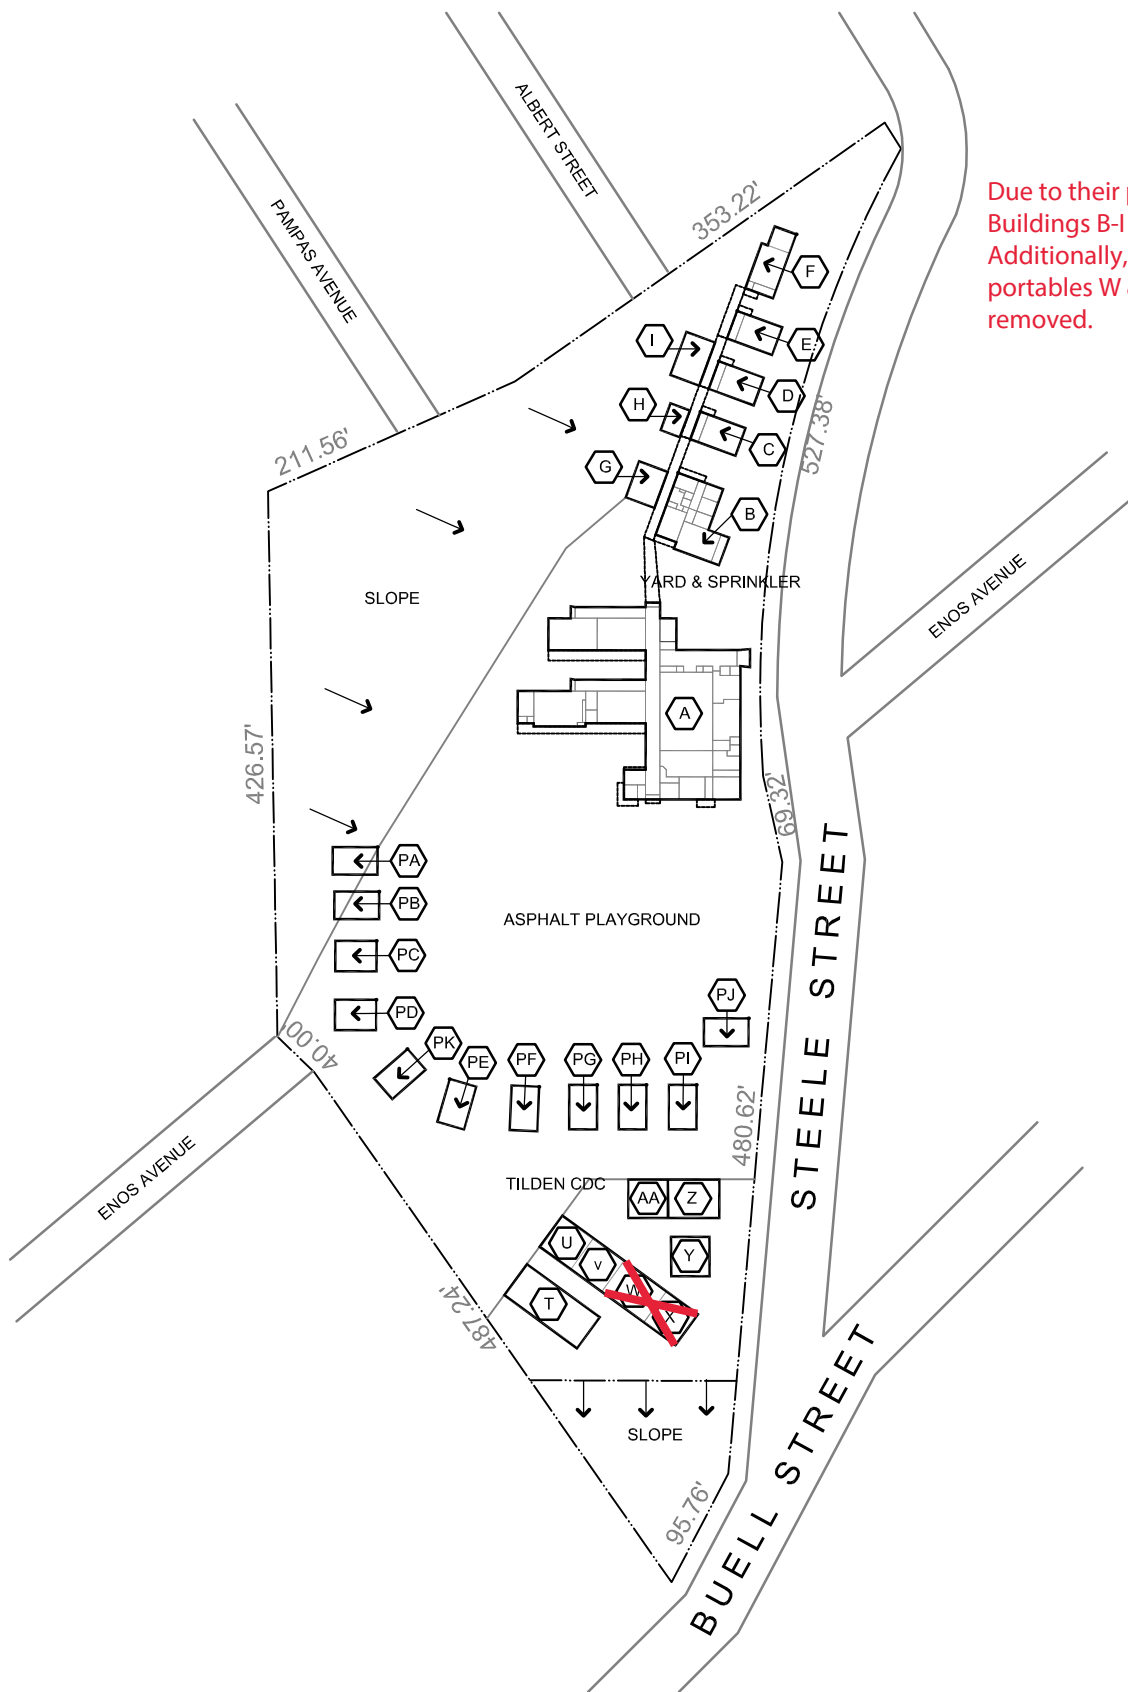 ALBERT STREET
PAMPAS AVENUE
353.22'
Due to their
Buildings B-I
Additionally,
portables W
removed.
F
E
I
D
H
C
527.38'
211.56'
G
B
YARD & SPRINKLER
ENOS AVENUE
SLOPE
A
426.57'
69.32'
PA
PB
ASPHALT PLAYGROUND
PC
PJ
PD
40.00'
PK
PE
PF
PG
PH
PI
STEELE STREET
480.62'
ENOS AVENUE
TILDEN CDC
AA
Z
U
V
Y
W
X
T
487.24'
SLOPE
95.76'
BUELL STREET